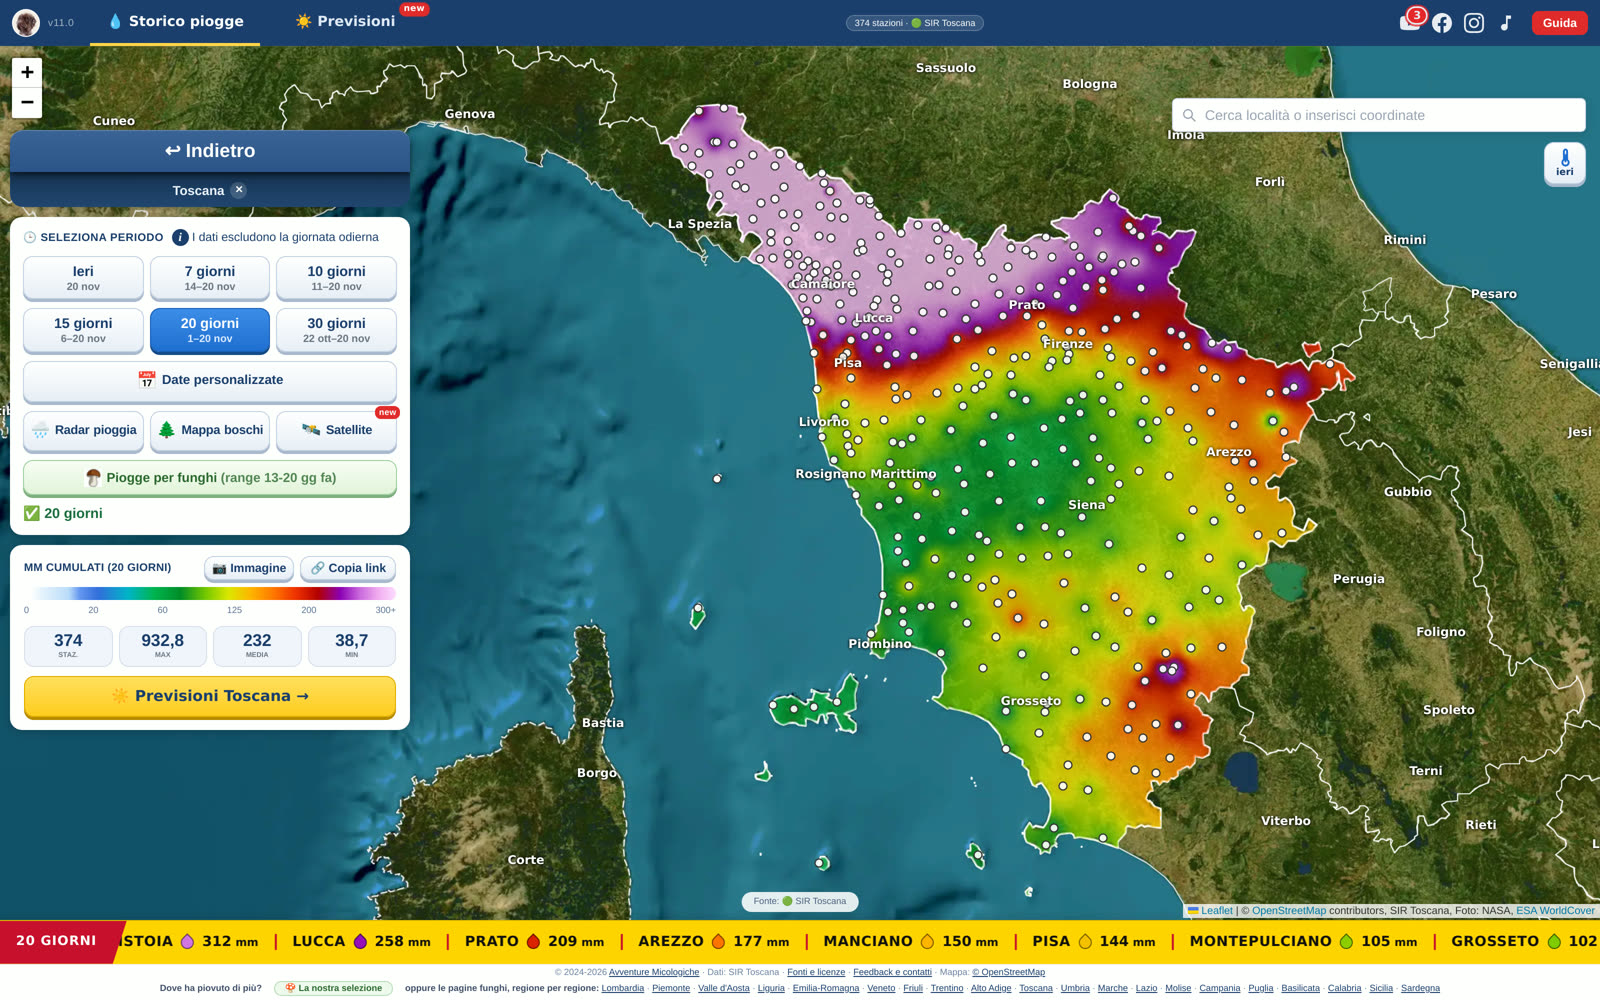 v11.0
💧 Storico piogge
☀️ Previsioni
new
374 stazioni · 🟢 SIR Toscana
3
Guida
+
−
Cerca località o inserisci coordinate
ieri
↩ Indietro
Toscana ✕
🕒 SELEZIONA PERIODO i I dati escludono la giornata odierna
Ieri
20 nov
7 giorni
14–20 nov
10 giorni
11–20 nov
15 giorni
6–20 nov
20 giorni
1–20 nov
30 giorni
22 ott–20 nov
📅 Date personalizzate
🌧️ Radar pioggia
🌲 Mappa boschi
🛰️ Satellite
new
🍄 Piogge per funghi (range 13-20 gg fa)
✅ 20 giorni
MM CUMULATI (20 GIORNI)
📷 Immagine
🔗 Copia link
0 20 60 125 200 300+
374
STAZ.
932,8
MAX
232
MEDIA
38,7
MIN
☀️ Previsioni Toscana →
Sassuolo
Bologna
Cuneo
Genova
Imola
Forlì
La Spezia
Rimini
Camaiore
Pesaro
Prato
Lucca
Firenze
Pisa
Senigallia
Livorno
Jesi
Arezzo
Rosignano Marittimo
Gubbio
Siena
Perugia
Foligno
Piombino
Grosseto
Spoleto
Bastia
Borgo
Terni
Viterbo
Rieti
Corte
Fonte: 🟢 SIR Toscana
Leaflet | © OpenStreetMap contributors, SIR Toscana, Foto: NASA, ESA WorldCover
20 GIORNI
ISTOIA 312 mm | LUCCA 258 mm | PRATO 209 mm | AREZZO 177 mm | MANCIANO 150 mm | PISA 144 mm | MONTEPULCIANO 105 mm | GROSSETO 102
© 2024-2026 Avventure Micologiche · Dati: SIR Toscana · Fonti e licenze · Feedback e contatti · Mappa: © OpenStreetMap
Dove ha piovuto di più? 🍄 La nostra selezione oppure le pagine funghi, regione per regione: Lombardia · Piemonte · Valle d'Aosta · Liguria · Emilia-Romagna · Veneto · Friuli · Trentino · Alto Adige · Toscana · Umbria · Marche · Lazio · Molise · Campania · Puglia · Basilicata · Calabria · Sicilia · Sardegna